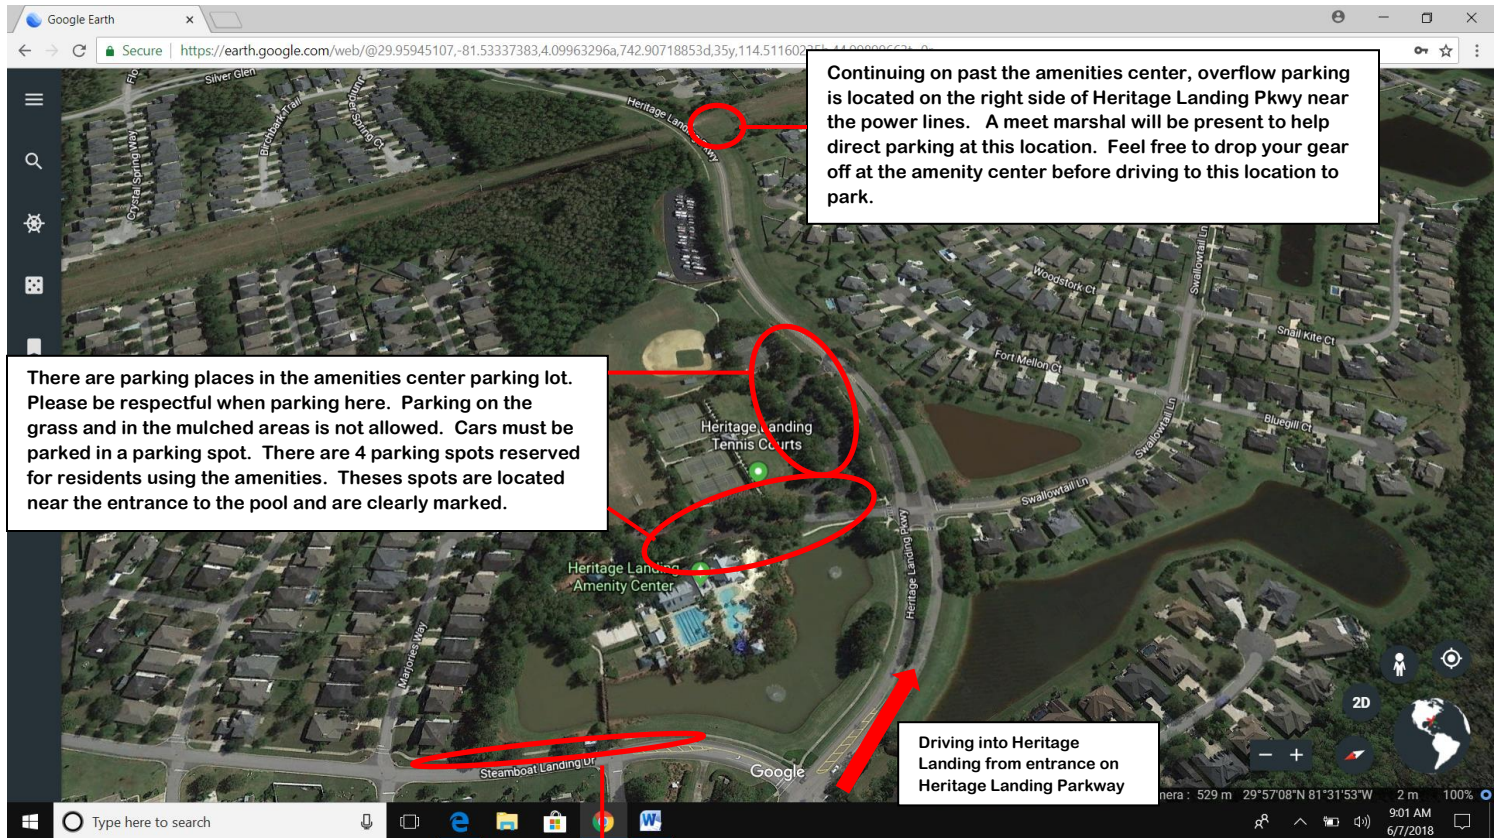 Google Earth
Secure
https://earth.google.com/web/@29.95945107,-81.53337383,4.09963296a,742.90718853d,35y,114.5116022
Continuing on past the amenities center, overflow parking
is located on the right side of Heritage Landing Pkwy near
the power lines. A meet marshal will be present to help
direct parking at this location. Feel free to drop your gear
off at the amenity center before driving to this location to
park.
Silver Glen
Birchbark Trail
Spring Ct
Crystal Spring Way
Heritage Landing Pkwy
Woodstork Ct
Swallowtail Ln
Snail Kite Ct
Fort Mellon Ct
Bluegill Ct
Swallowtail Ln
There are parking places in the amenities center parking lot.
Please be respectful when parking here. Parking on the
grass and in the mulched areas is not allowed. Cars must be
parked in a parking spot. There are 4 parking spots reserved
for residents using the amenities. Theses spots are located
near the entrance to the pool and are clearly marked.
Heritage Landing
Tennis Courts
Swallowtail Ln
Heritage Landing Pkwy
Heritage Landing
Amenity Center
Marjories Way
Steamboat Landing Dr
Google
Driving into Heritage
Landing from entrance on
Heritage Landing Parkway
2D
529 m 29°57'08"N 81°31'53"W 2 m 100%
Type here to search
9:01 AM
6/7/2018